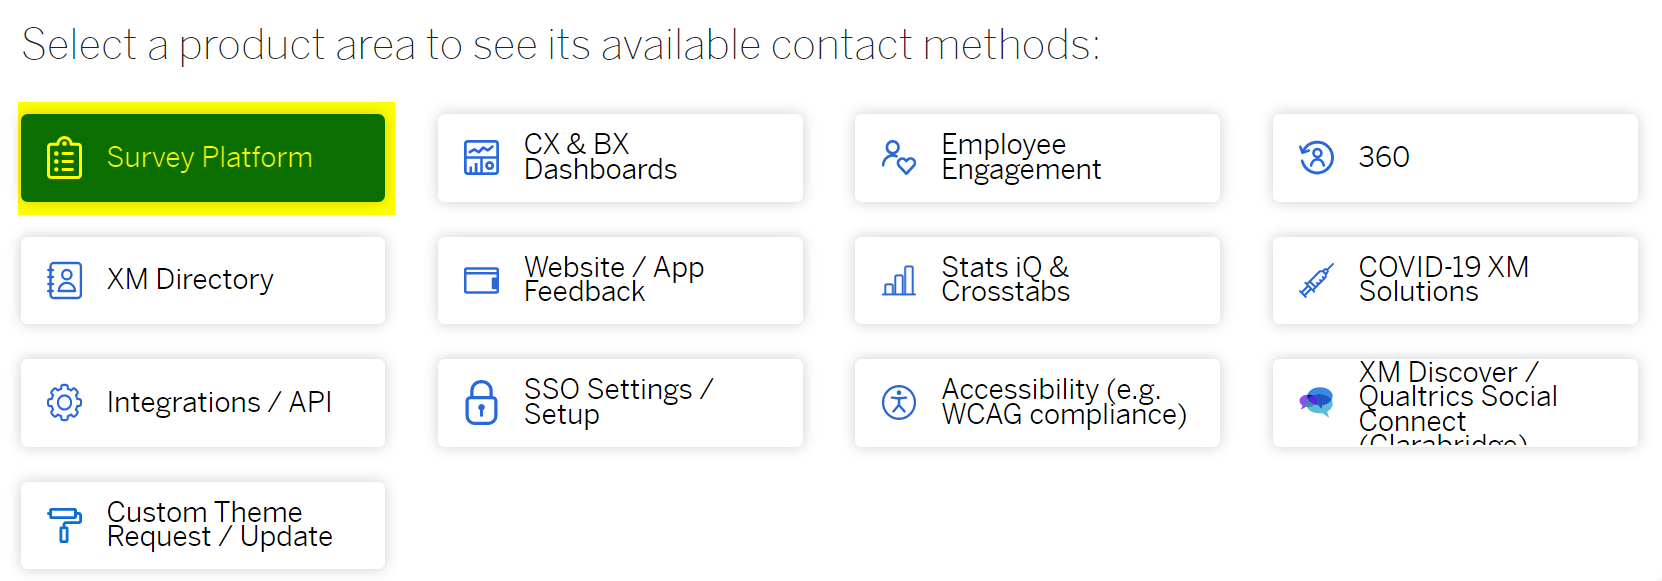 Select a product area to see its available contact methods:
Survey Platform
CX & BX
Dashboards
Employee
Engagement
360
XM Directory
Website / App
Feedback
Stats iQ &
Crosstabs
COVID-19 XM
Solutions
Integrations / API
SSO Settings /
Setup
Accessibility (e.g.
WCAG compliance)
XM Discover /
Qualtrics Social
Connect
(Clarabridge)
Custom Theme
Request / Update